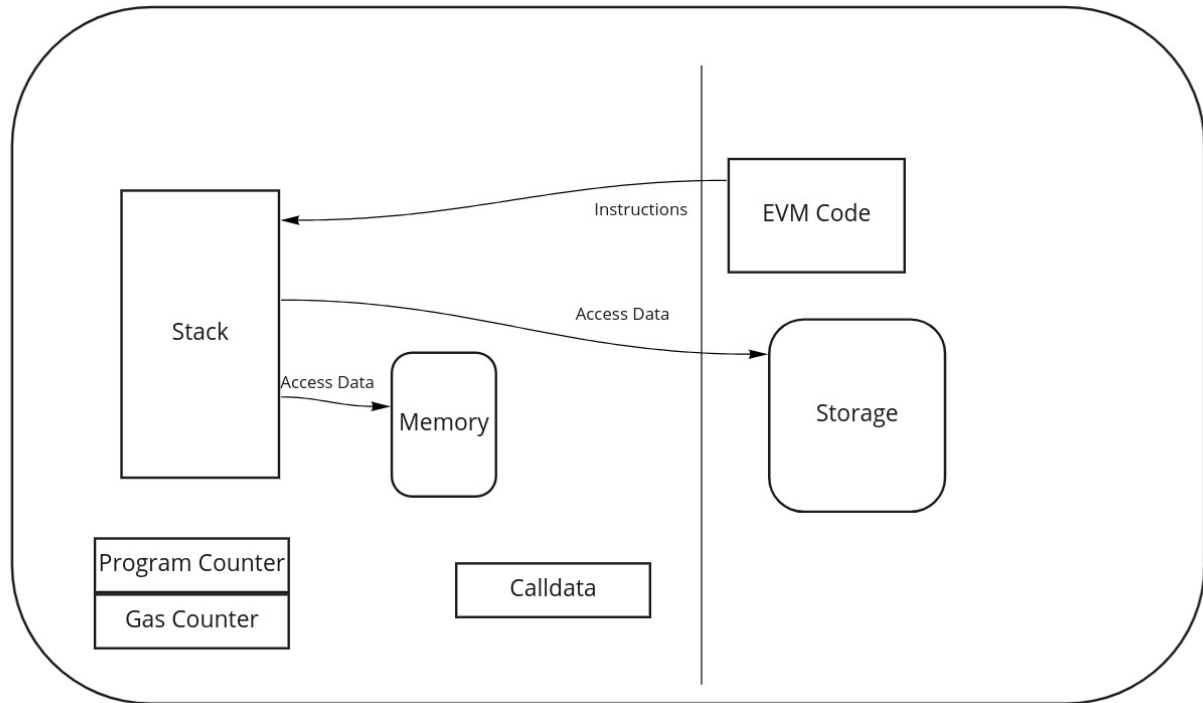 EVM Code
Instructions
Stack
Access Data
Access Data
Memory
Storage
Program Counter
Gas Counter
Calldata